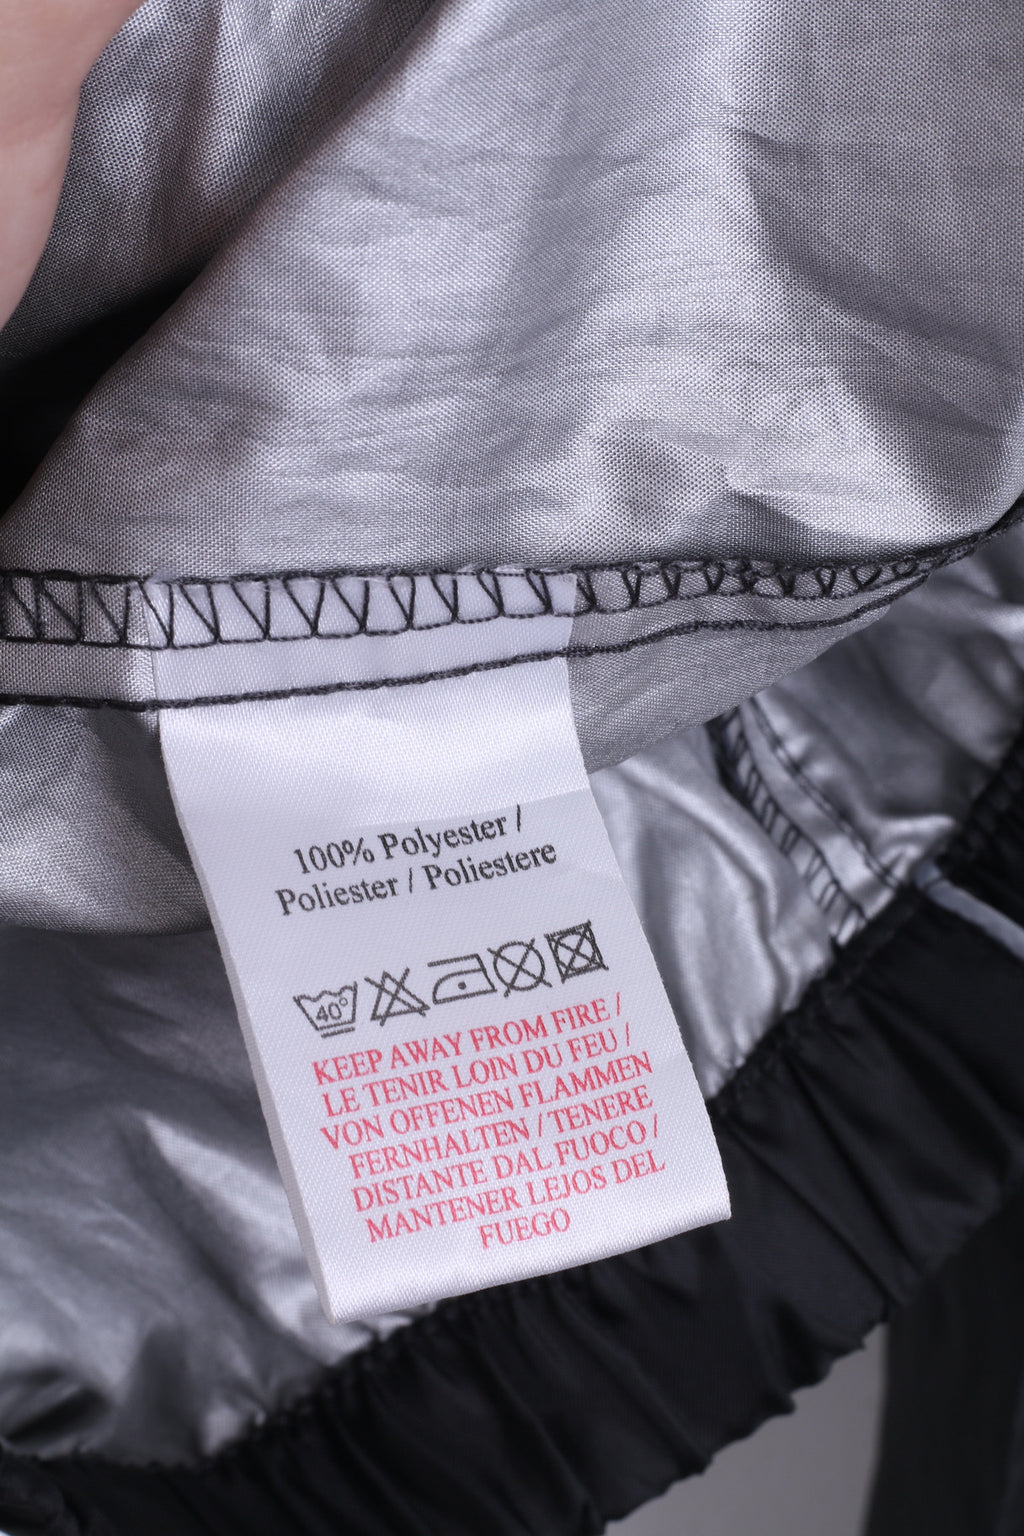 100% Polyester /
Poliester / Poliestere
40°
KEEP AWAY FROM FIRE /
LE TENIR LOIN DU FEU /
VON OFFENEN FLAMMEN
FERNHALTEN / TENERE
DISTANTE DAL FUOCO /
MANTENER LEJOS DEL
FUEGO